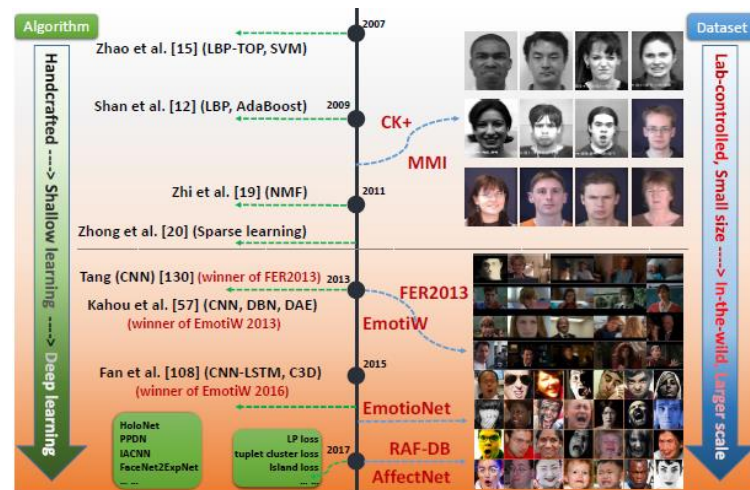 Algorithm
2007
Dataset
Zhao et al. [15] (LBP-TOP, SVM)
Shan et al. [12] (LBP, AdaBoost)
2009
CK+
MMI
Zhi et al. [19] (NMF)
2011
Zhong et al. [20] (Sparse learning)
Tang (CNN) [130] (winner of FER2013)
2013
FER2013
Kahou et al. [57] (CNN, DBN, DAE)
(winner of EmotiW 2013)
EmotiW
2015
Fan et al. [108] (CNN-LSTM, C3D)
(winner of EmotiW 2016)
EmotioNet
HoloNet
PPDN
IACNN
FaceNet2ExpNet
... ...
LP loss
tuplet cluster loss
Island loss
... ...
2017
RAF-DB
AffectNet
Handcrafted ----> Shallow learning ----> Deep learning
Lab-controlled, Small size ----> In-the-wild, Larger scale